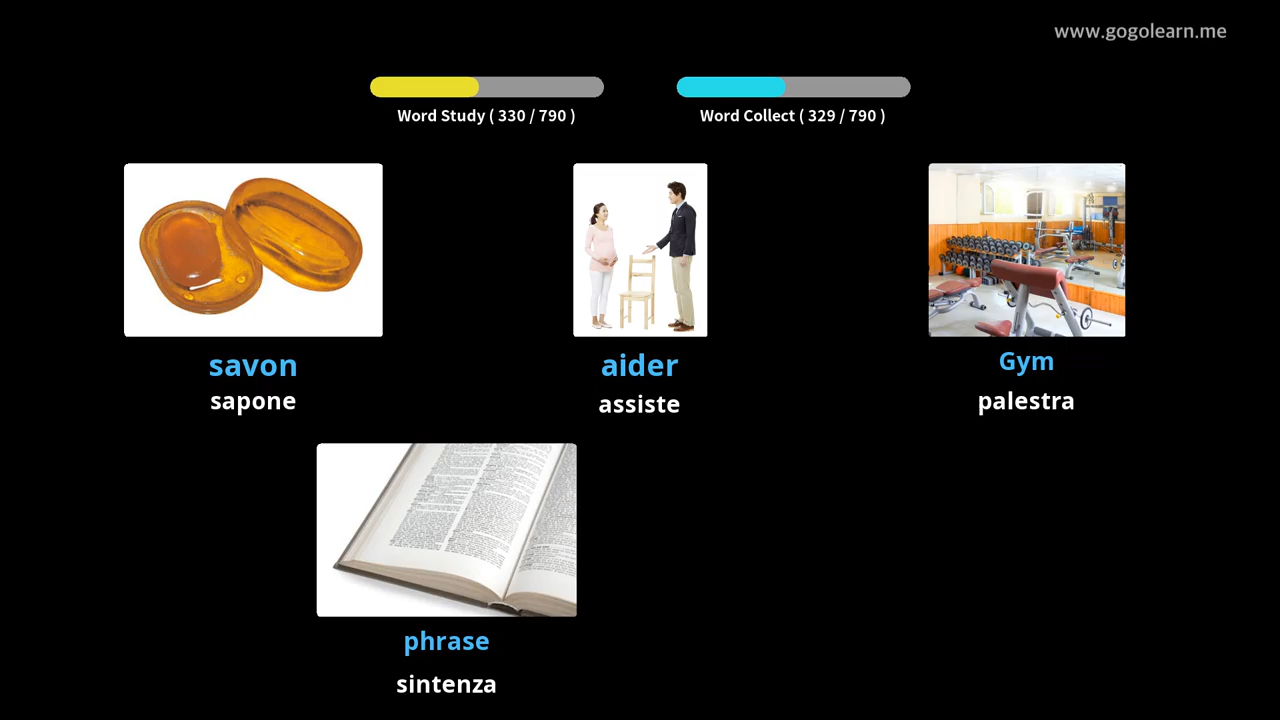 www.gogolearn.me
Word Study ( 330 / 790 )
Word Collect ( 329 / 790 )
savon
sapone
aider
assiste
Gym
palestra
phrase
sintenza